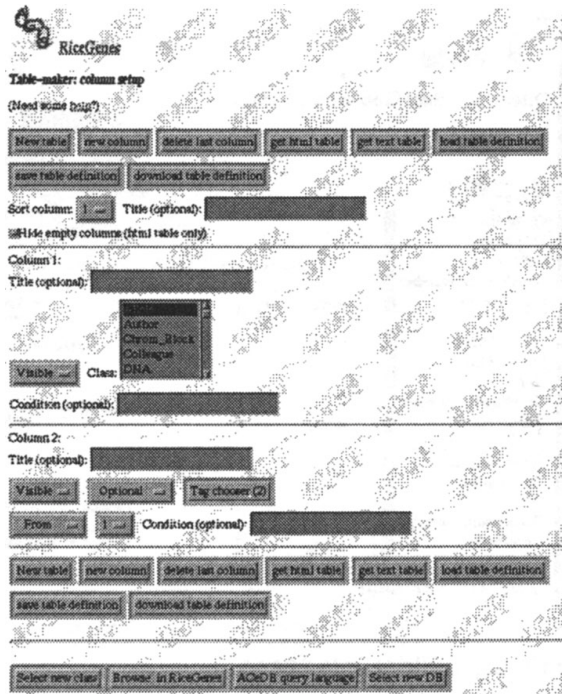 RiceGenes
Table-maker: column setup
(Need some help?)
New table new column delete last column get html table get text table load table definition
save table definition download table definition
Sort column: 1 Title (optional):
Hide empty columns (html table only)
Column 1:
Title (optional):
Author
Chrom_Block
Colleague
Visible Class: DNA
Condition (optional):
Column 2:
Title (optional):
Visible Optional Tag chooser (2)
From 1 Condition (optional):
New table new column delete last column get html table get text table load table definition
save table definition download table definition
Select new class Browse in RiceGenes ACeDB query language Select new DB